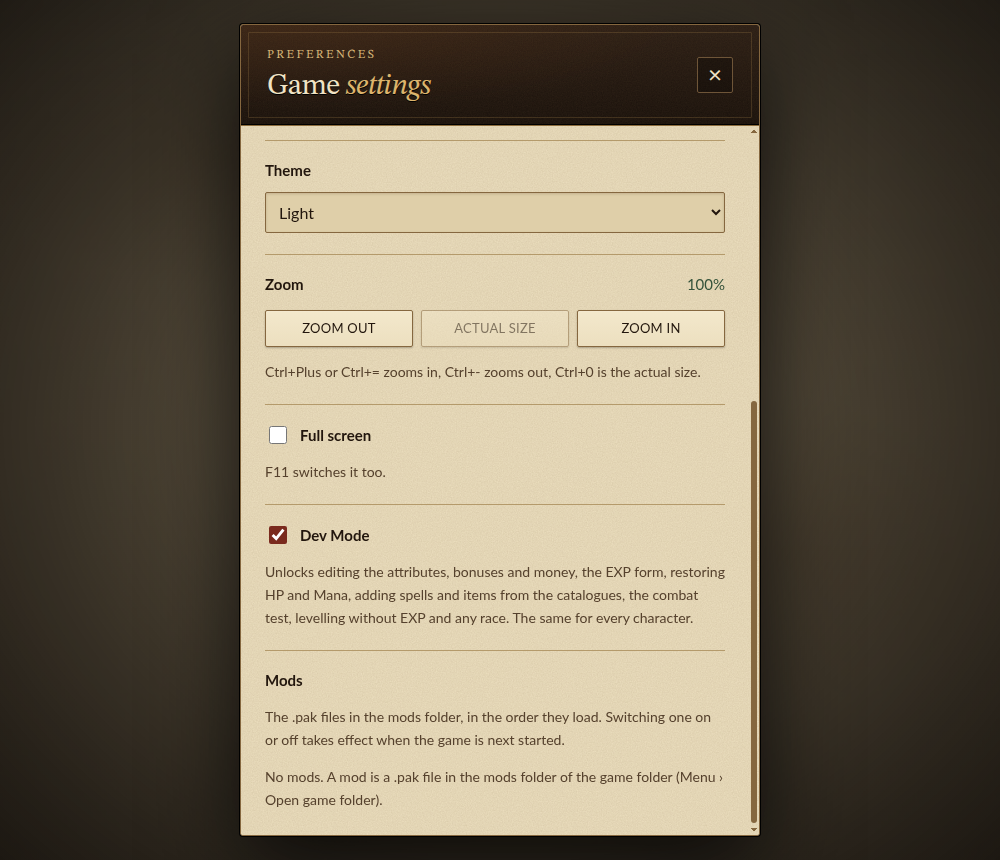 PREFERENCES
Game settings
✕
Theme
Light
Zoom
100%
ZOOM OUT
ACTUAL SIZE
ZOOM IN
Ctrl+Plus or Ctrl+= zooms in, Ctrl+- zooms out, Ctrl+0 is the actual size.
Full screen
F11 switches it too.
Dev Mode
Unlocks editing the attributes, bonuses and money, the EXP form, restoring
HP and Mana, adding spells and items from the catalogues, the combat
test, levelling without EXP and any race. The same for every character.
Mods
The .pak files in the mods folder, in the order they load. Switching one on
or off takes effect when the game is next started.
No mods. A mod is a .pak file in the mods folder of the game folder (Menu ›
Open game folder).